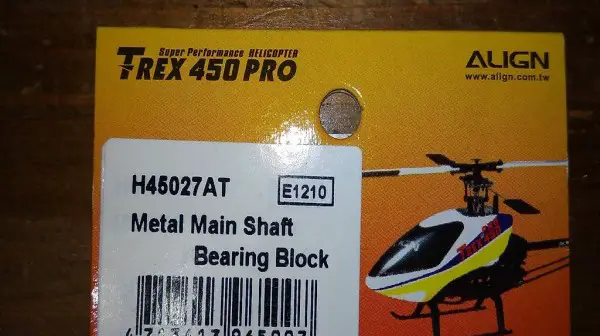 Super Performance HELICOPTER
TREX 450 PRO
ALIGN
www.align.com.tw
H45027AT
E1210
Metal Main Shaft
Bearing Block